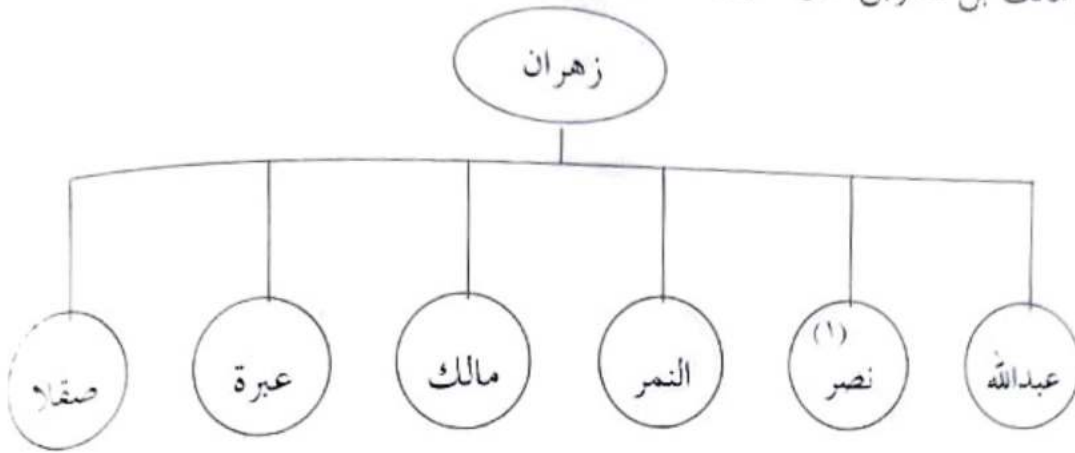 زهران
عبدالله
(١) نصر
النمر
مالك
عبرة
صقلا